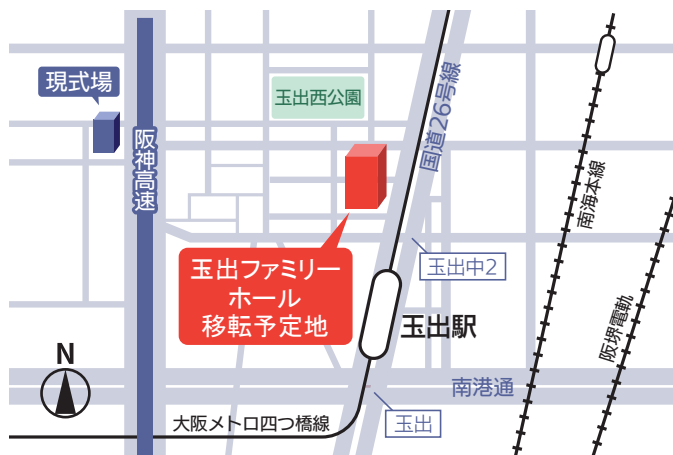 現式場
玉出西公園
阪神高速
国道26号線
南海本線
玉出ファミリー
ホール
移転予定地
玉出中2
玉出駅
阪堺電軌
N
南港通
大阪メトロ四つ橋線
玉出